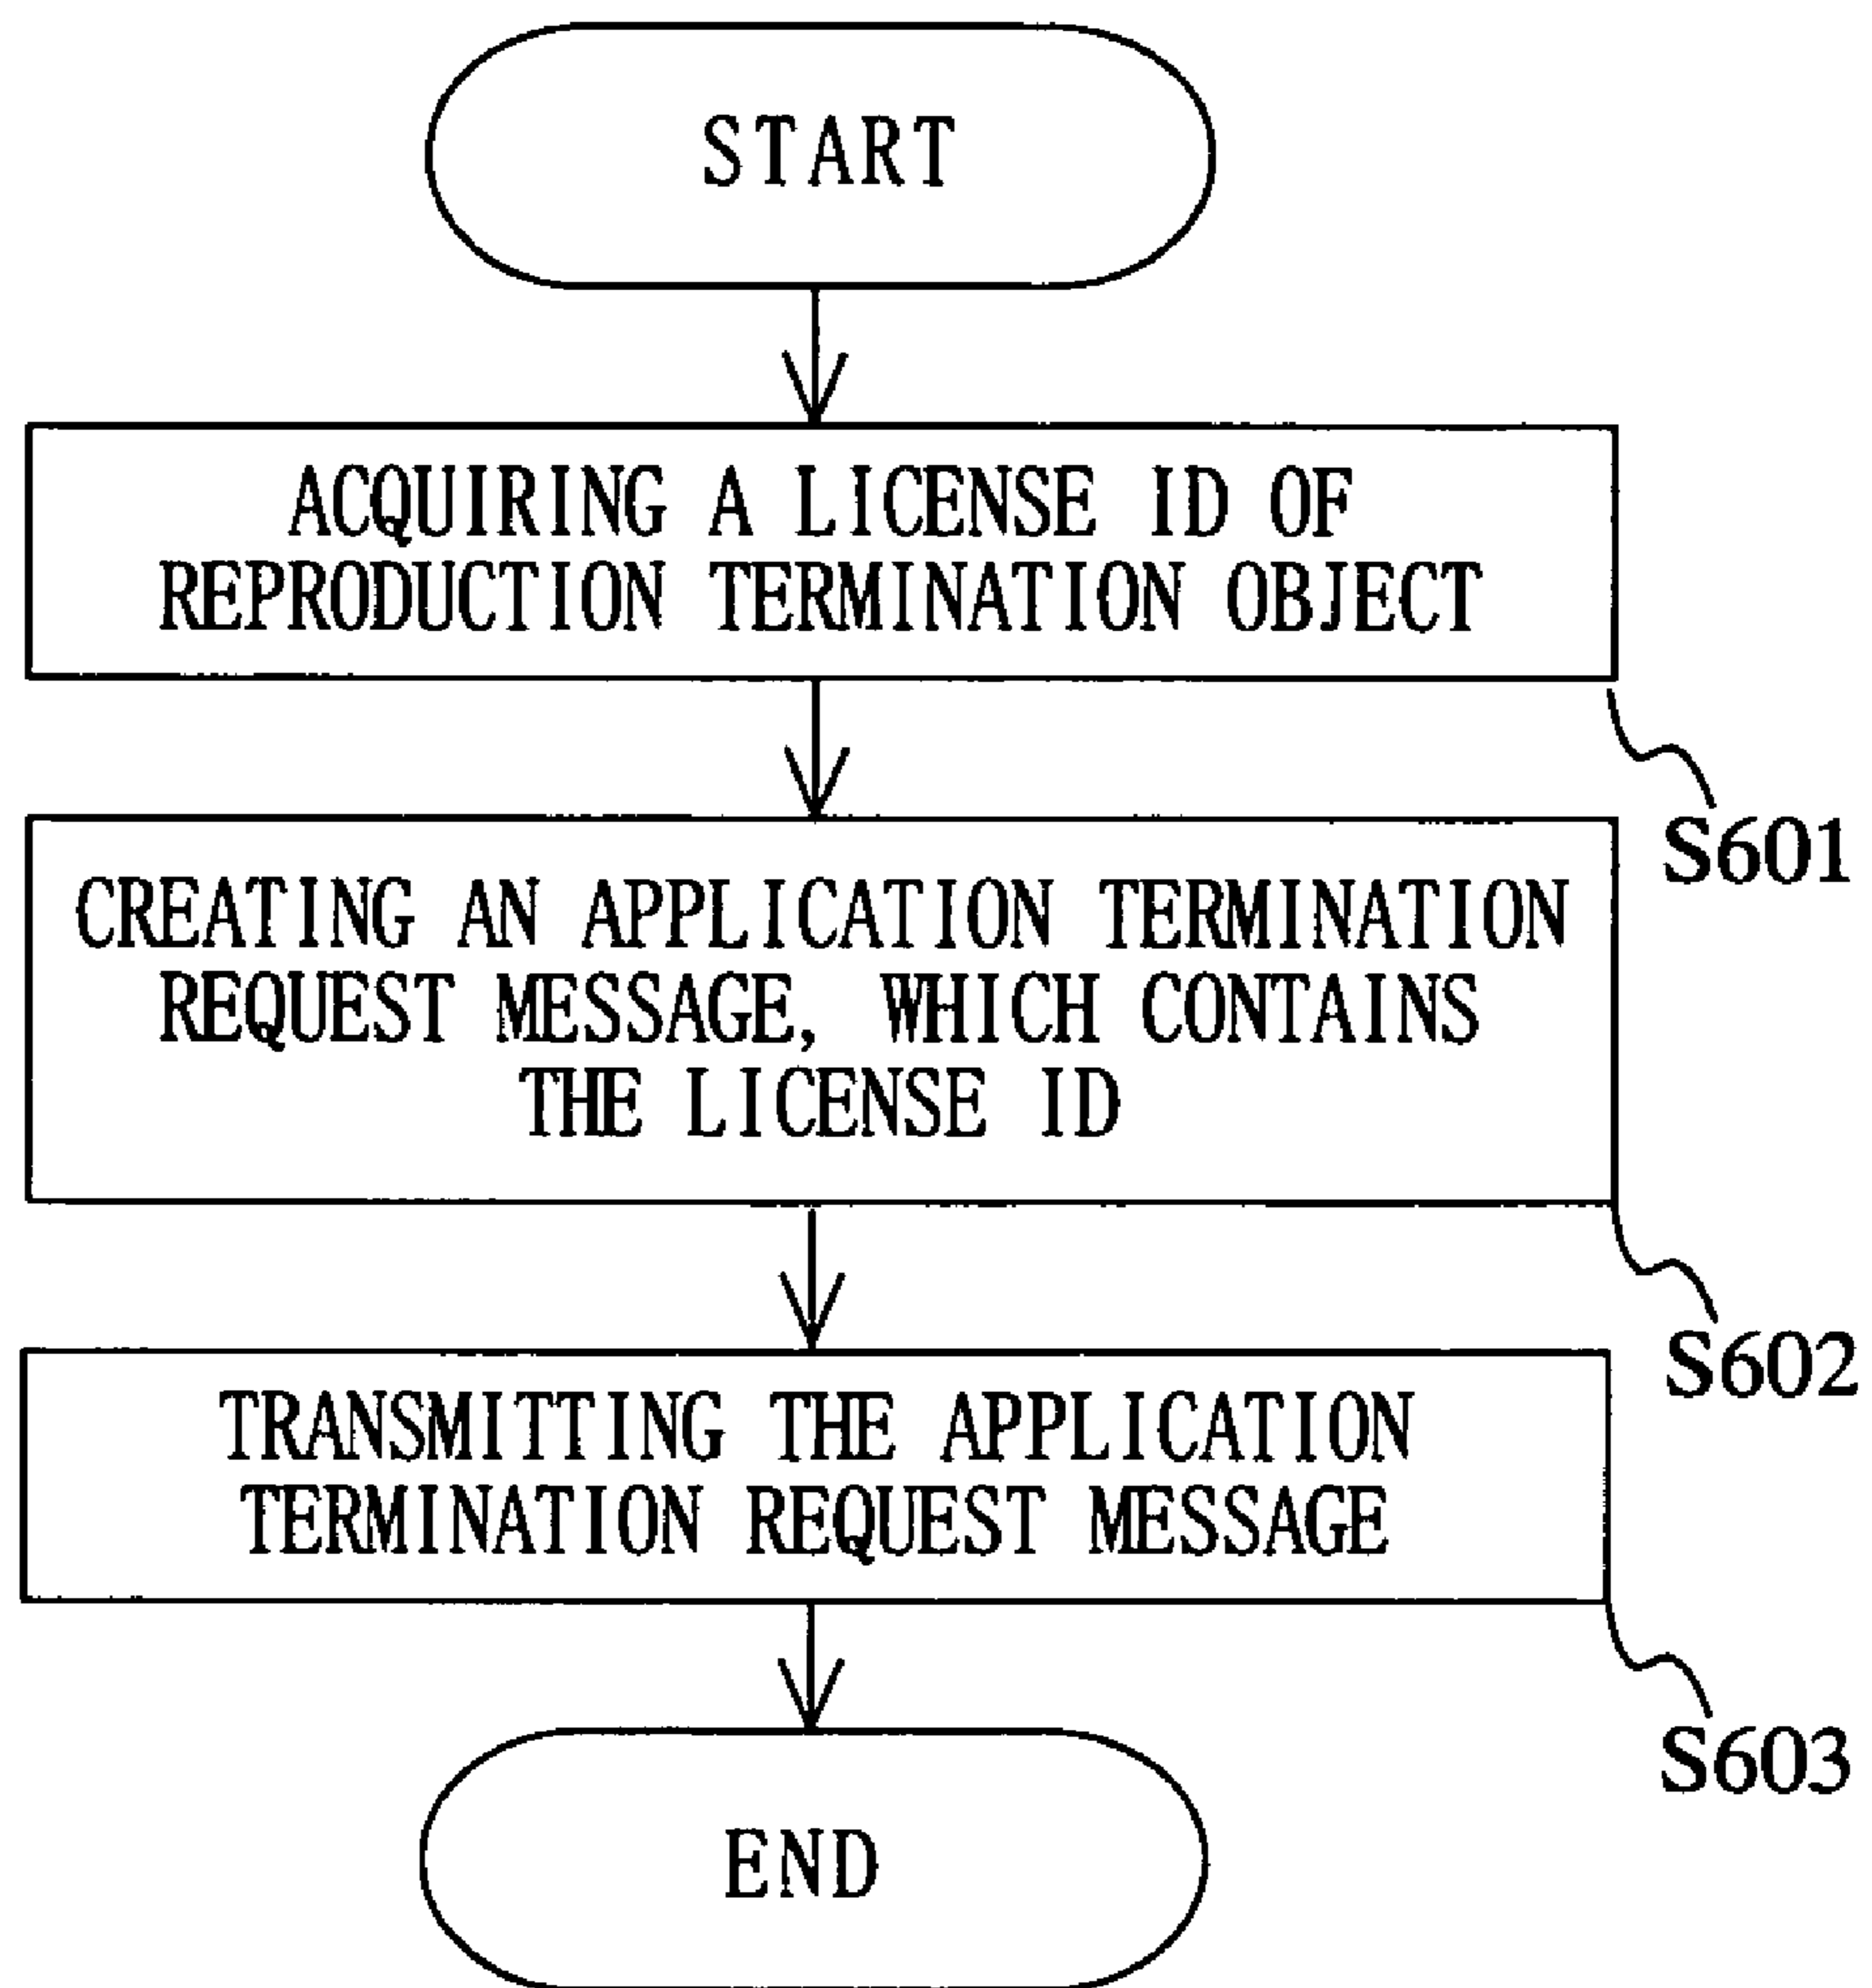 START
ACQUIRING A LICENSE ID OF
REPRODUCTION TERMINATION OBJECT
S601
CREATING AN APPLICATION TERMINATION
REQUEST MESSAGE, WHICH CONTAINS
THE LICENSE ID
S602
TRANSMITTING THE APPLICATION
TERMINATION REQUEST MESSAGE
S603
END